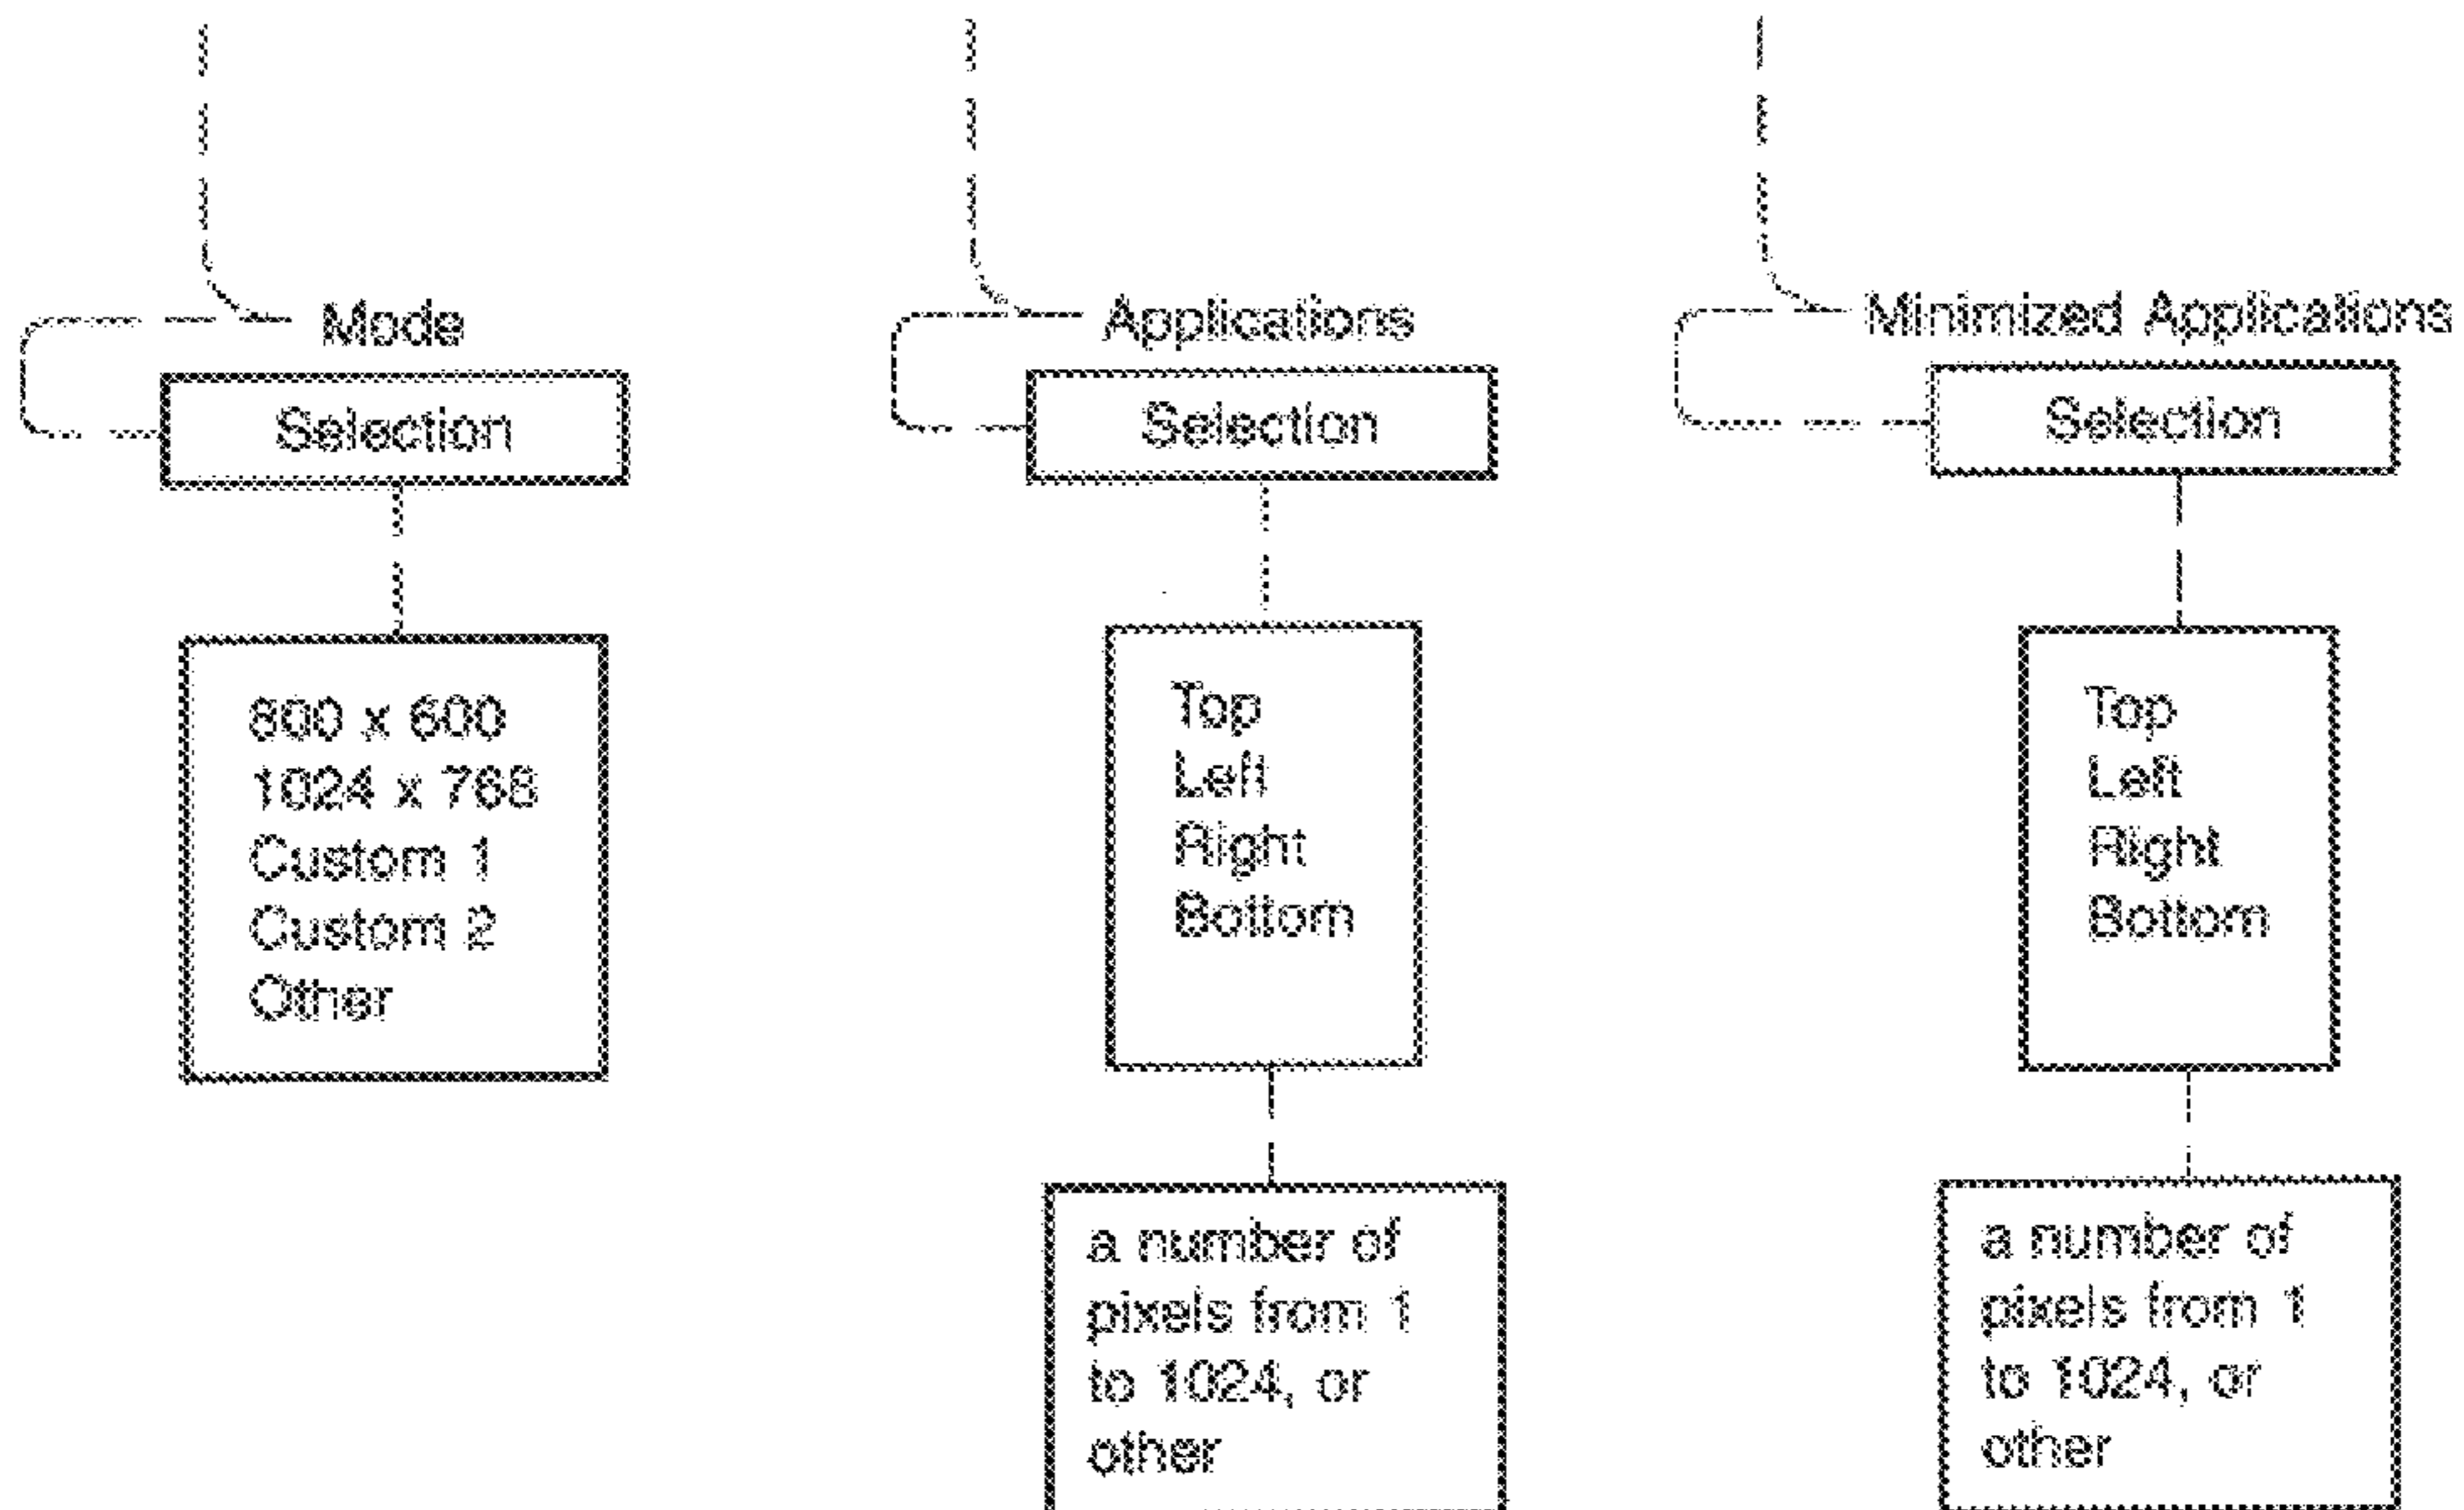 Mode
Selection
800 x 600
1024 x 768
Custom 1
Custom 2
Other
Applications
Selection
Top
Left
Right
Bottom
a number of
pixels from 1
to 1024, or
other
Minimized Applications
Selection
Top
Left
Right
Bottom
a number of
pixels from 1
to 1024, or
other